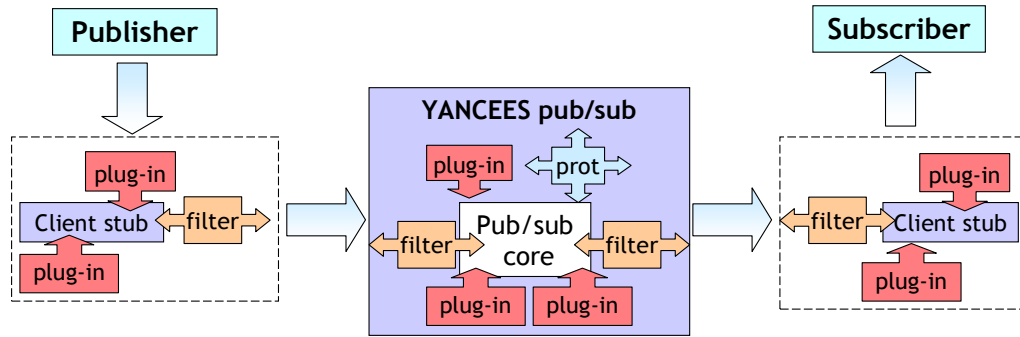 Publisher
plug-in
Client stub
filter
plug-in
YANCEES pub/sub
plug-in
prot
filter
Pub/sub
core
filter
plug-in
plug-in
Subscriber
plug-in
filter
Client stub
plug-in